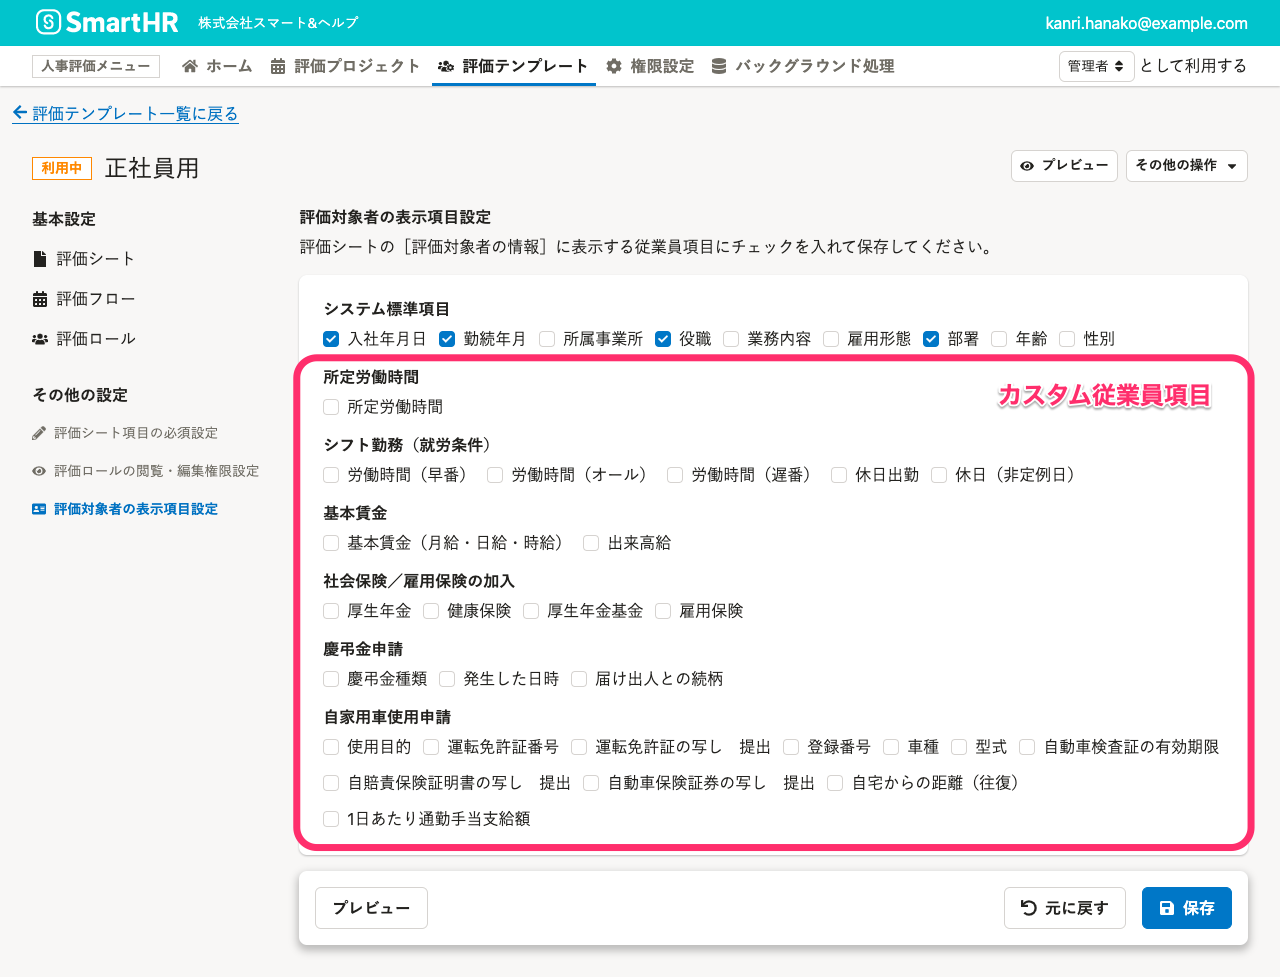 SmartHR 株式会社スマート&ヘルプ kanri.hanako@example.com
人事評価メニュー ホーム 評価プロジェクト 評価テンプレート 権限設定 バックグラウンド処理 管理者 として利用する
評価テンプレート一覧に戻る
利用中 正社員用 プレビュー その他の操作
基本設定
評価シート
評価フロー
評価ロール
その他の設定
評価シート項目の必須設定
評価ロールの閲覧・編集権限設定
評価対象者の表示項目設定
評価対象者の表示項目設定
評価シートの［評価対象者の情報］に表示する従業員項目にチェックを入れて保存してください。
システム標準項目
入社年月日 勤続年月 所属事業所 役職 業務内容 雇用形態 部署 年齢 性別
カスタム従業員項目
所定労働時間
所定労働時間
シフト勤務（就労条件）
労働時間（早番） 労働時間（オール） 労働時間（遅番） 休日出勤 休日（非定例日）
基本賃金
基本賃金（月給・日給・時給） 出来高給
社会保険／雇用保険の加入
厚生年金 健康保険 厚生年金基金 雇用保険
慶弔金申請
慶弔金種類 発生した日時 届け出人との続柄
自家用車使用申請
使用目的 運転免許証番号 運転免許証の写し　提出 登録番号 車種 型式 自動車検査証の有効期限
自賠責保険証明書の写し　提出 自動車保険証券の写し　提出 自宅からの距離（往復）
1日あたり通勤手当支給額
プレビュー 元に戻す 保存